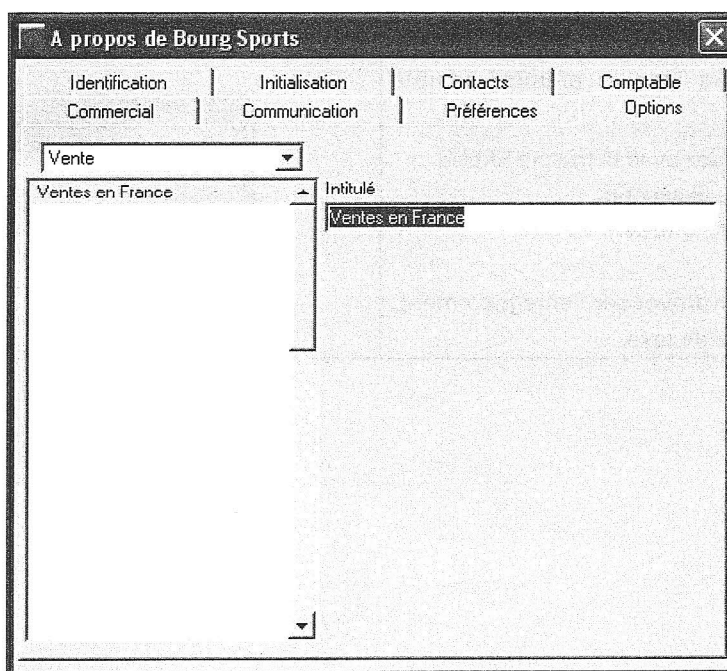 A propos de Bourg Sports
Identification Initialisation Contacts Comptable
Commercial Communication Préférences Options
Vente
Ventes en France
Intitulé
Ventes en France